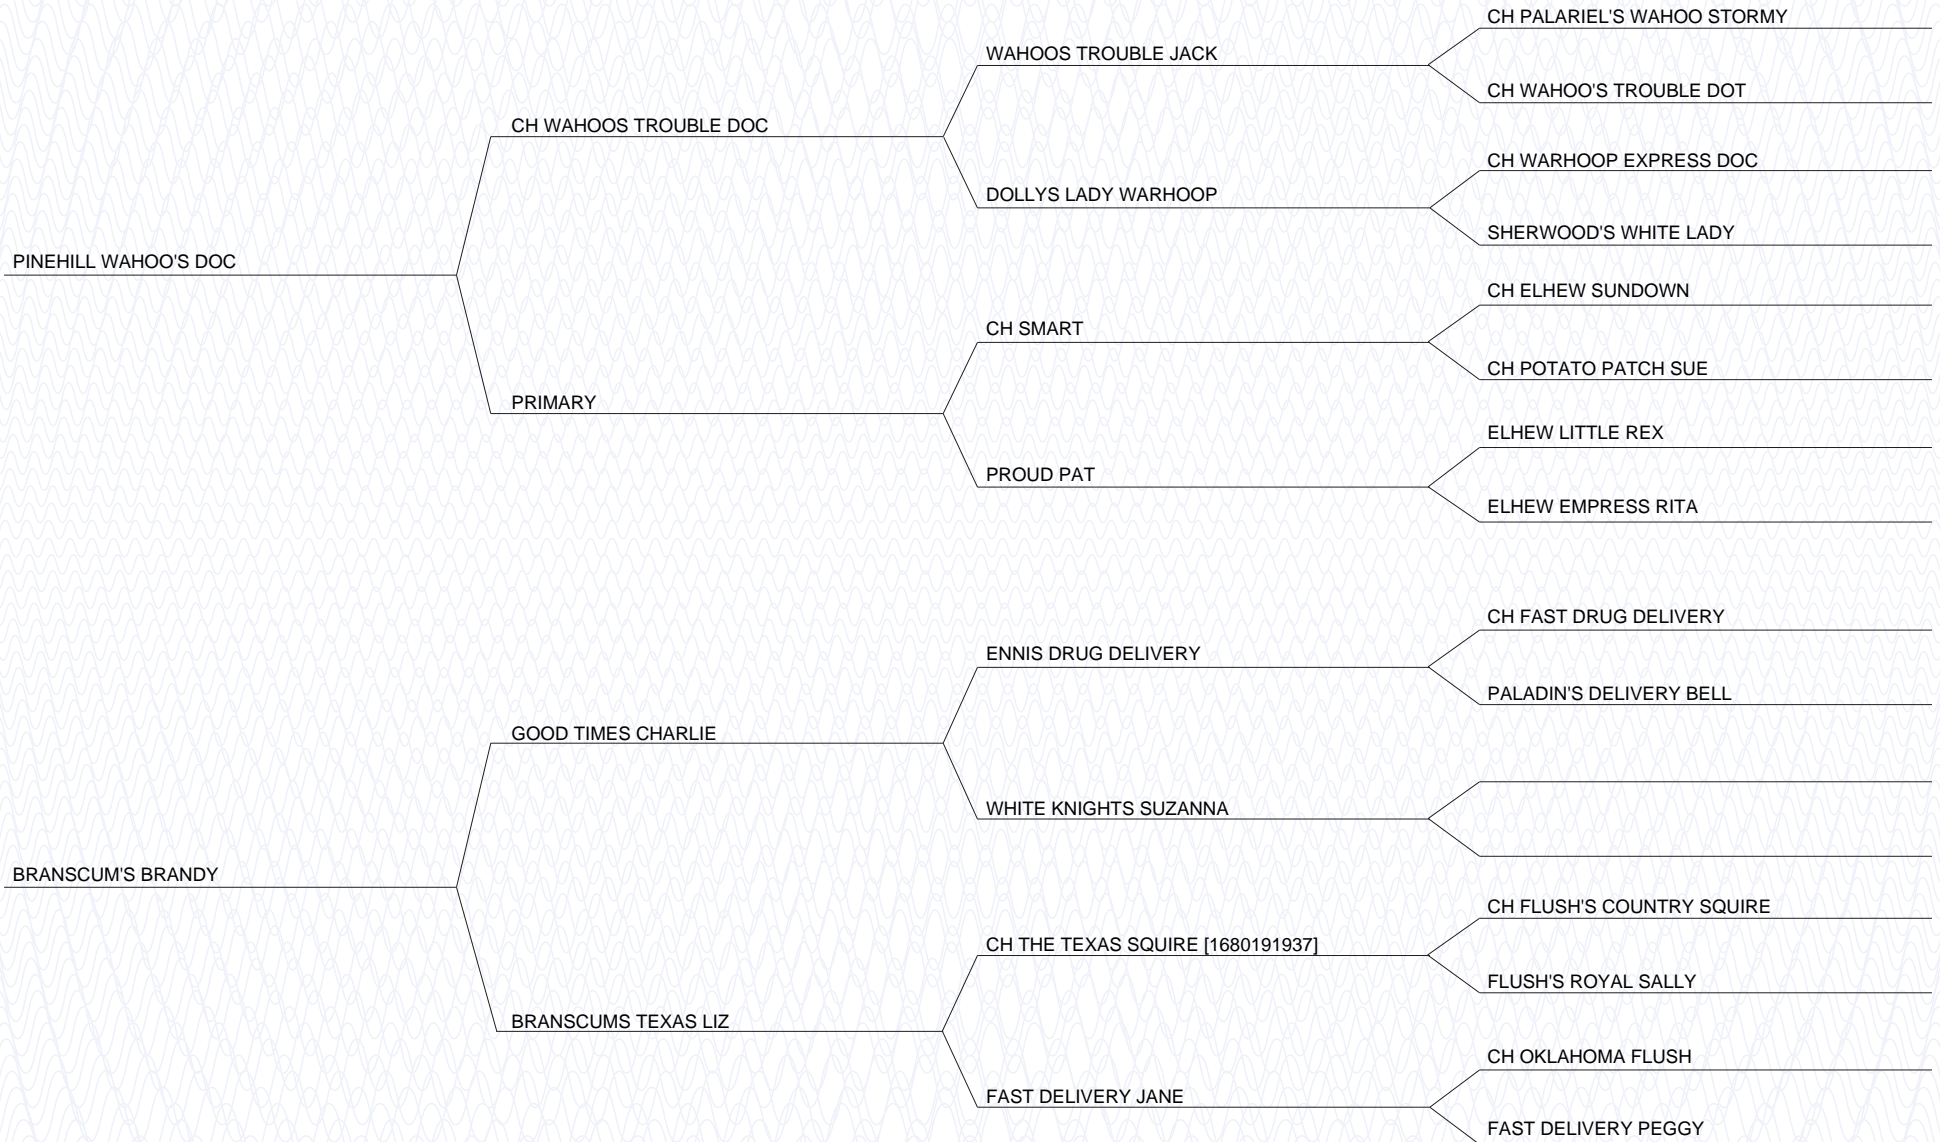 CH PALARIEL'S WAHOO STORMY
WAHOOS TROUBLE JACK
CH WAHOO'S TROUBLE DOT
CH WAHOOS TROUBLE DOC
CH WARHOOP EXPRESS DOC
DOLLYS LADY WARHOOP
SHERWOOD'S WHITE LADY
PINEHILL WAHOO'S DOC
CH ELHEW SUNDOWN
CH SMART
CH POTATO PATCH SUE
PRIMARY
ELHEW LITTLE REX
PROUD PAT
ELHEW EMPRESS RITA
CH FAST DRUG DELIVERY
ENNIS DRUG DELIVERY
PALADIN'S DELIVERY BELL
GOOD TIMES CHARLIE
WHITE KNIGHTS SUZANNA
BRANSCUM'S BRANDY
CH FLUSH'S COUNTRY SQUIRE
CH THE TEXAS SQUIRE [1680191937]
FLUSH'S ROYAL SALLY
BRANSCUMS TEXAS LIZ
CH OKLAHOMA FLUSH
FAST DELIVERY JANE
FAST DELIVERY PEGGY